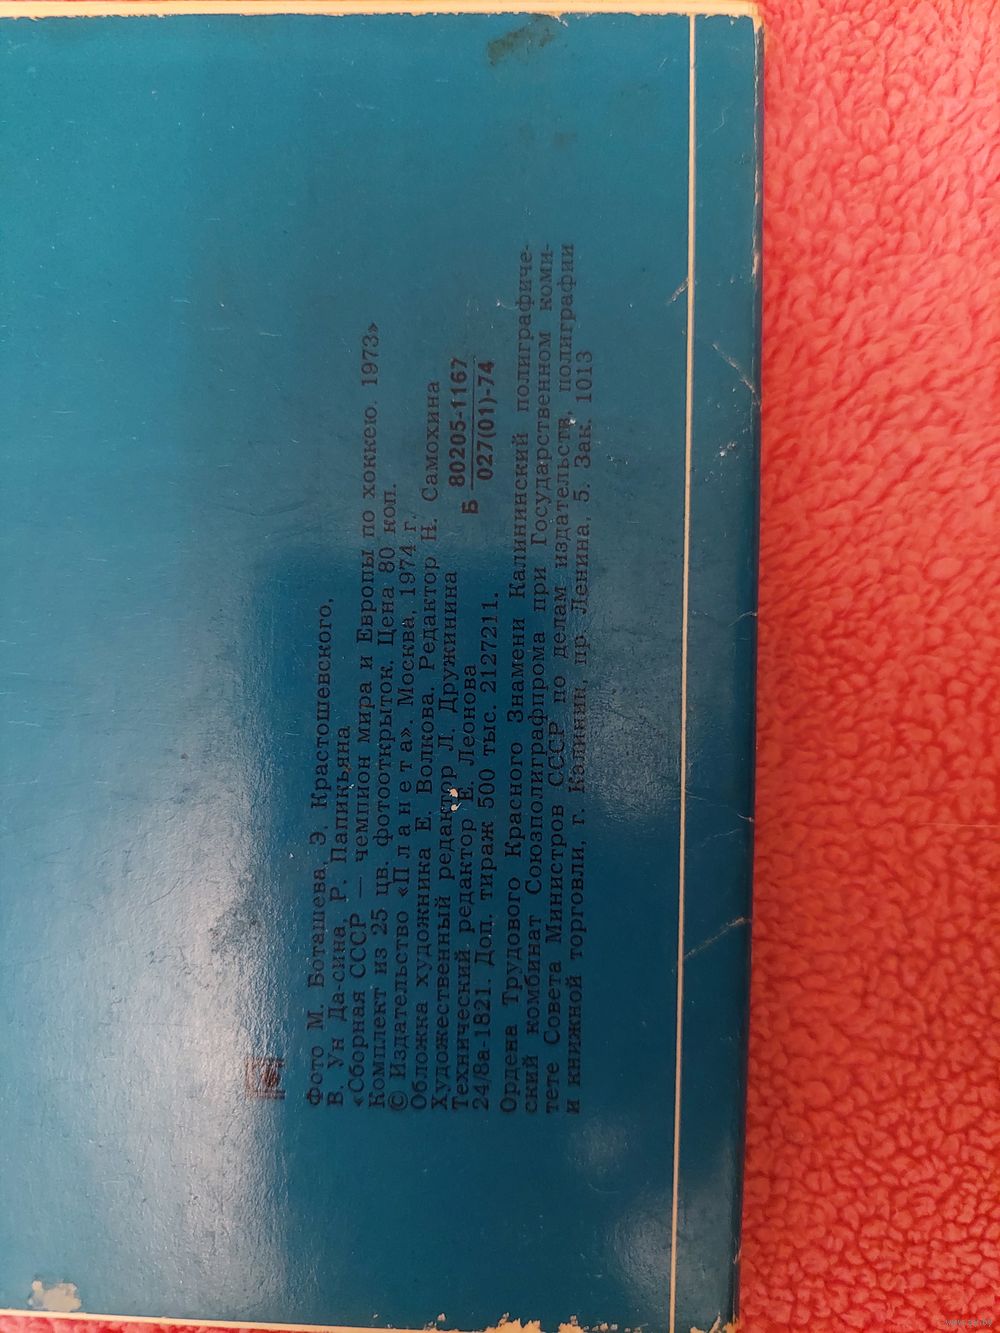 Фото М. Боташева, Э. Крастошевского,
В. Ун Да-сина, Р. Папикьяна
«Сборная СССР — чемпион мира и Европы по хоккею. 1973»
Комплект из 25 цв. фотооткрыток. Цена 80 коп.
© Издательство «Планета». Москва, 1974 г.
Обложка художника Е. Волкова. Редактор Н. Самохина
Художественный редактор Л. Дружинина
Технический редактор Е. Леонова
Б 80205-1167
027(01)-74
24/8а-1821. Доп. тираж 500 тыс. 2127211.
Ордена Трудового Красного Знамени Калининский полиграфиче-
ский комбинат Союзполиграфпрома при Государственном коми-
тете Совета Министров СССР по делам издательств, полиграфии
и книжной торговли, г. Калинин, пр. Ленина, 5. Зак. 1013